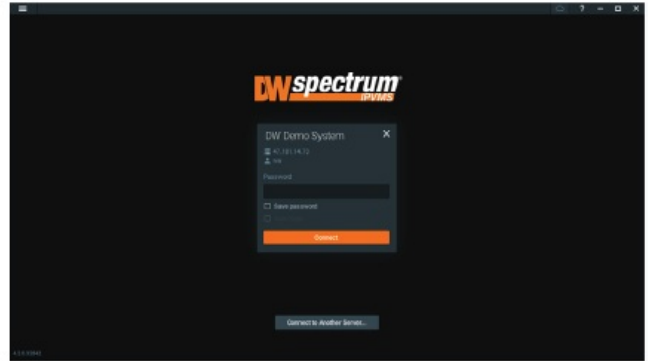 DW spectrum
IPVMS
DW Demo System
Password
Save password
Connect
Connect to Another Server...